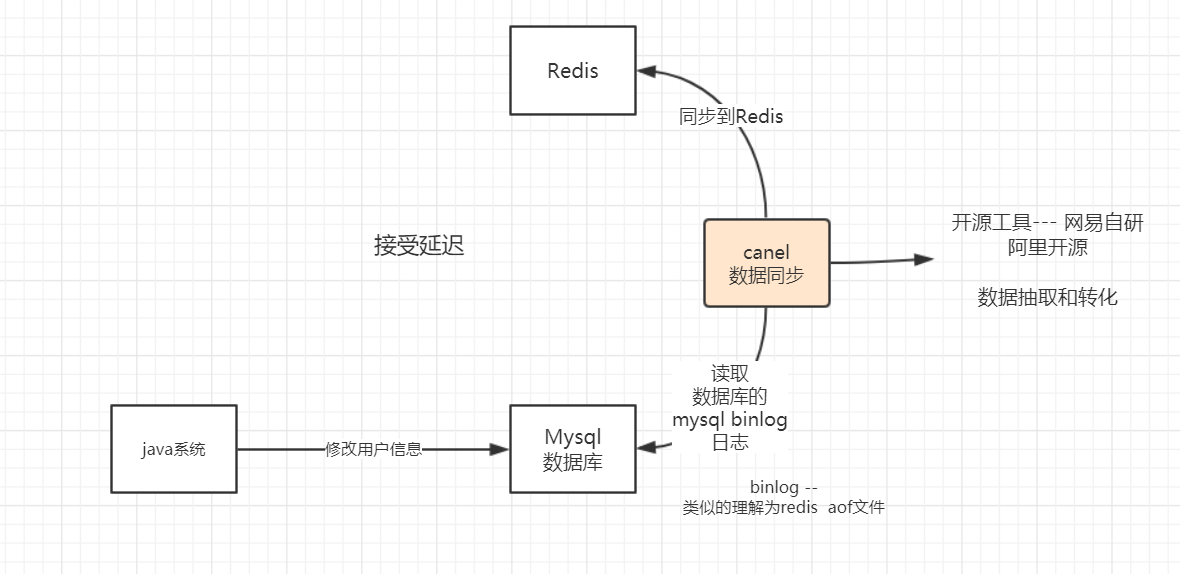 Redis
同步到Redis
接受延迟
canel
数据同步
开源工具--- 网易自研
阿里开源
数据抽取和转化
java系统
修改用户信息
Mysql
数据库
读取
数据库的
mysql binlog
日志
binlog --
类似的理解为redis  aof文件